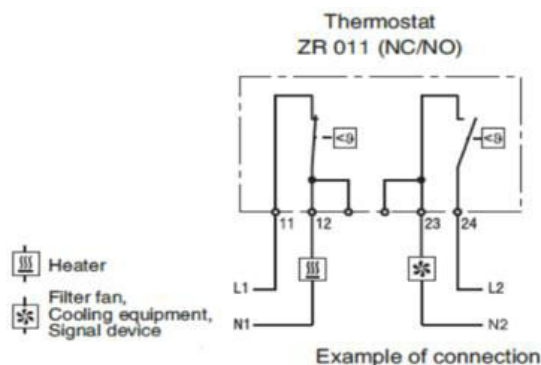 Thermostat
ZR 011 (NC/NO)
<ϑ
<ϑ
11
12
23
24
L1
L2
N1
N2
Heater
Filter fan,
Cooling equipment,
Signal device
Example of connection